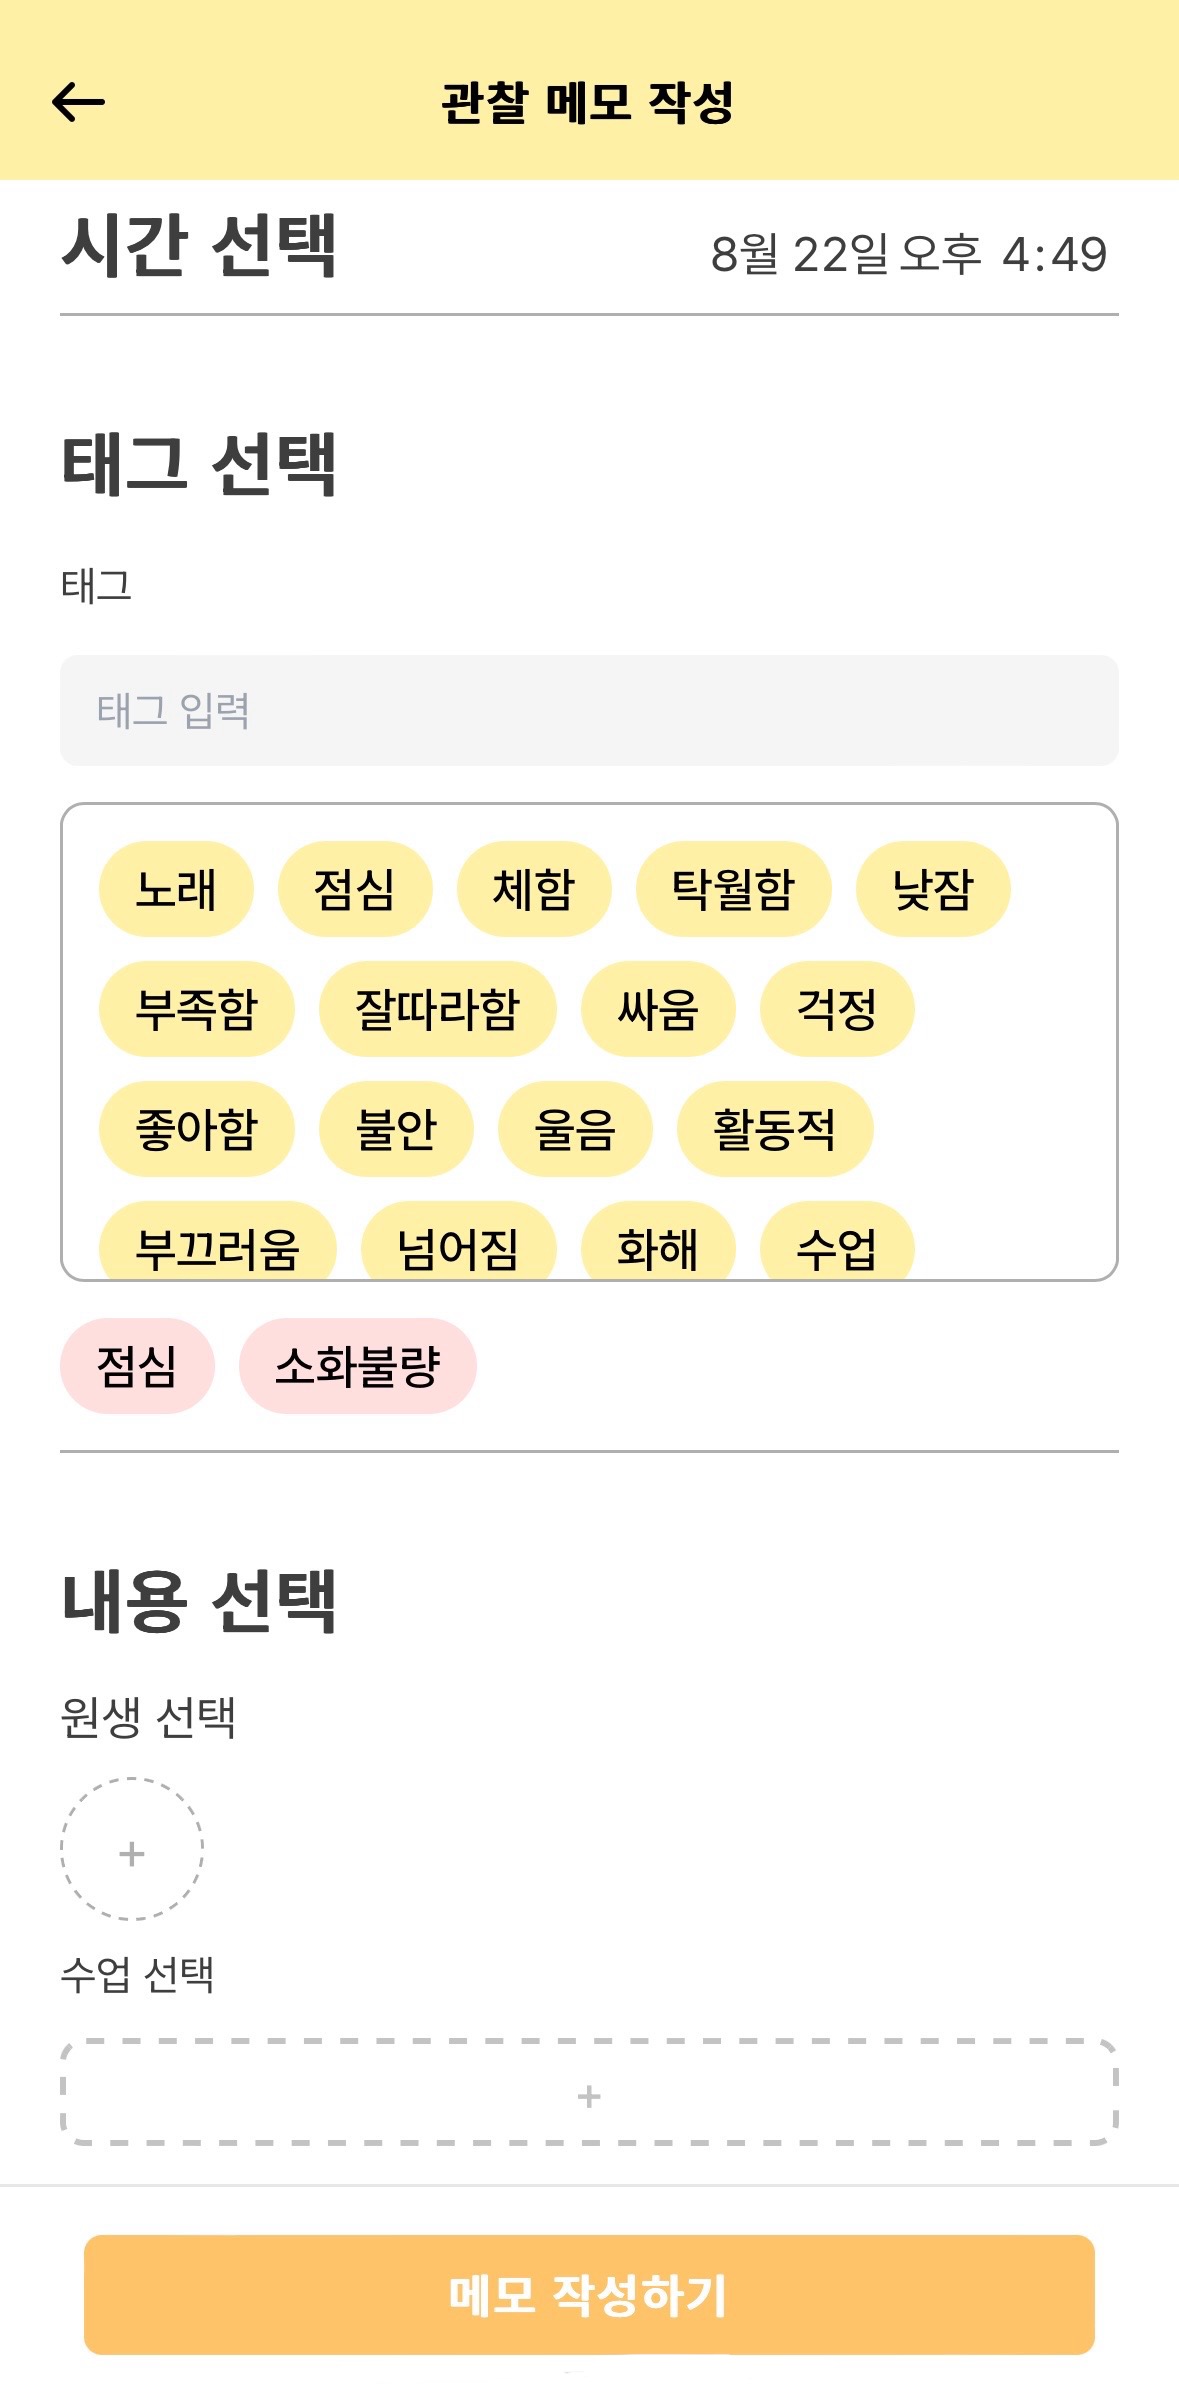 관찰 메모 작성
시간 선택 8월 22일 오후 4:49
태그 선택
태그
태그 입력
노래 점심 체함 탁월함 낮잠
부족함 잘따라함 싸움 걱정
좋아함 불안 울음 활동적
부끄러움 넘어짐 화해 수업
점심 소화불량
내용 선택
원생 선택
+
수업 선택
+
메모 작성하기